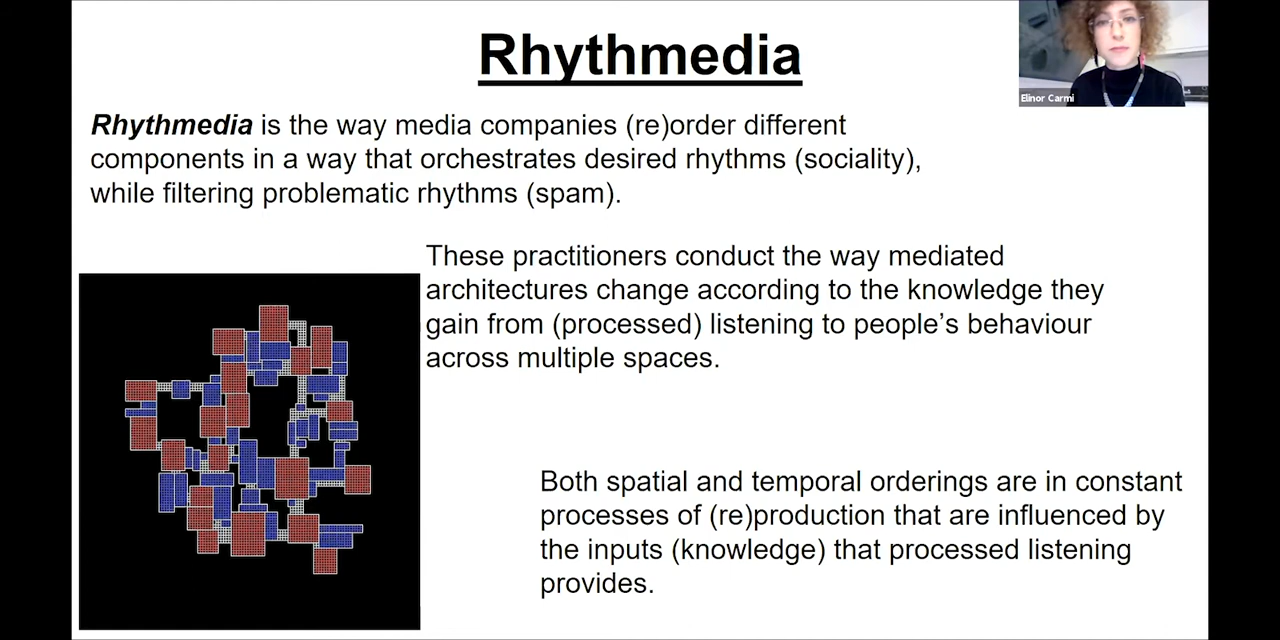 Rhythmedia
Elinor Carmi
Rhythmedia is the way media companies (re)order different
components in a way that orchestrates desired rhythms (sociality),
while filtering problematic rhythms (spam).
These practitioners conduct the way mediated
architectures change according to the knowledge they
gain from (processed) listening to people's behaviour
across multiple spaces.
Both spatial and temporal orderings are in constant
processes of (re)production that are influenced by
the inputs (knowledge) that processed listening
provides.